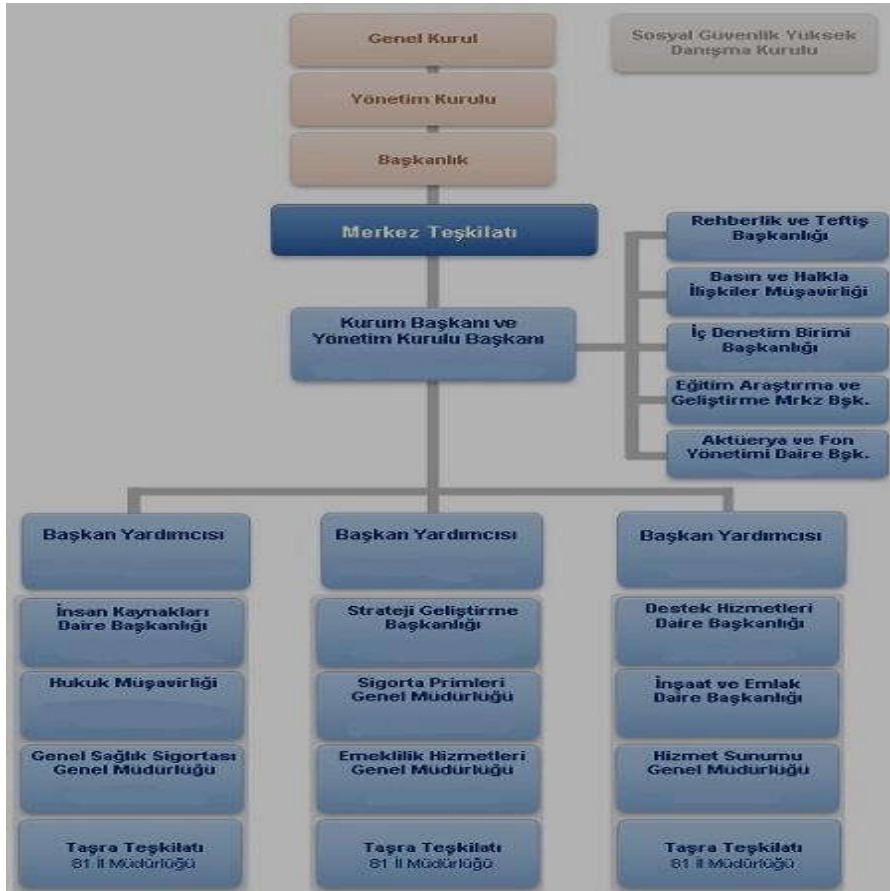 Genel Kurul
Sosyal Güvenlik Yüksek
Danışma Kurulu
Yönetim Kurulu
Başkanlık
Merkez Teşkilatı
Rehberlik ve Teftiş
Başkanlığı
Basın ve Halkla
İlişkiler Müşavirliği
Kurum Başkanı ve
Yönetim Kurulu Başkanı
İç Denetim Birimi
Başkanlığı
Eğitim Araştırma ve
Geliştirme Mrkz Bşk.
Aktüerya ve Fon
Yönetimi Daire Bşk.
Başkan Yardımcısı
İnsan Kaynakları
Daire Başkanlığı
Hukuk Müşavirliği
Genel Sağlık Sigortası
Genel Müdürlüğü
Taşra Teşkilatı
81 İl Müdürlüğü
Başkan Yardımcısı
Strateji Geliştirme
Başkanlığı
Sigorta Primleri
Genel Müdürlüğü
Emeklilik Hizmetleri
Genel Müdürlüğü
Taşra Teşkilatı
81 İl Müdürlüğü
Başkan Yardımcısı
Destek Hizmetleri
Daire Başkanlığı
İnşaat ve Emlak
Daire Başkanlığı
Hizmet Sunumu
Genel Müdürlüğü
Taşra Teşkilatı
81 İl Müdürlüğü